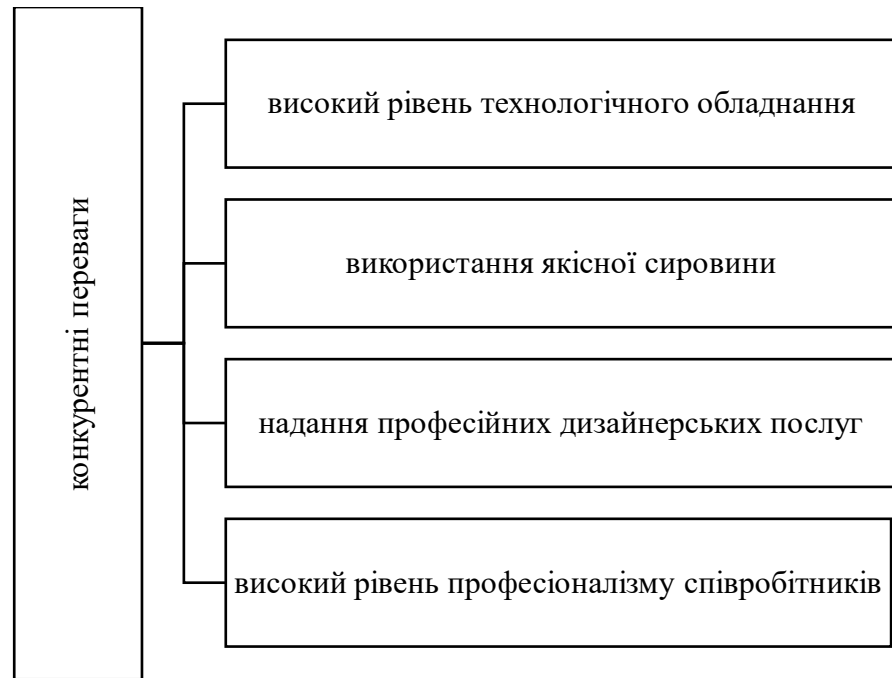 конкурентні переваги
високий рівень технологічного обладнання
використання якісної сировини
надання професійних дизайнерських послуг
високий рівень професіоналізму співробітників